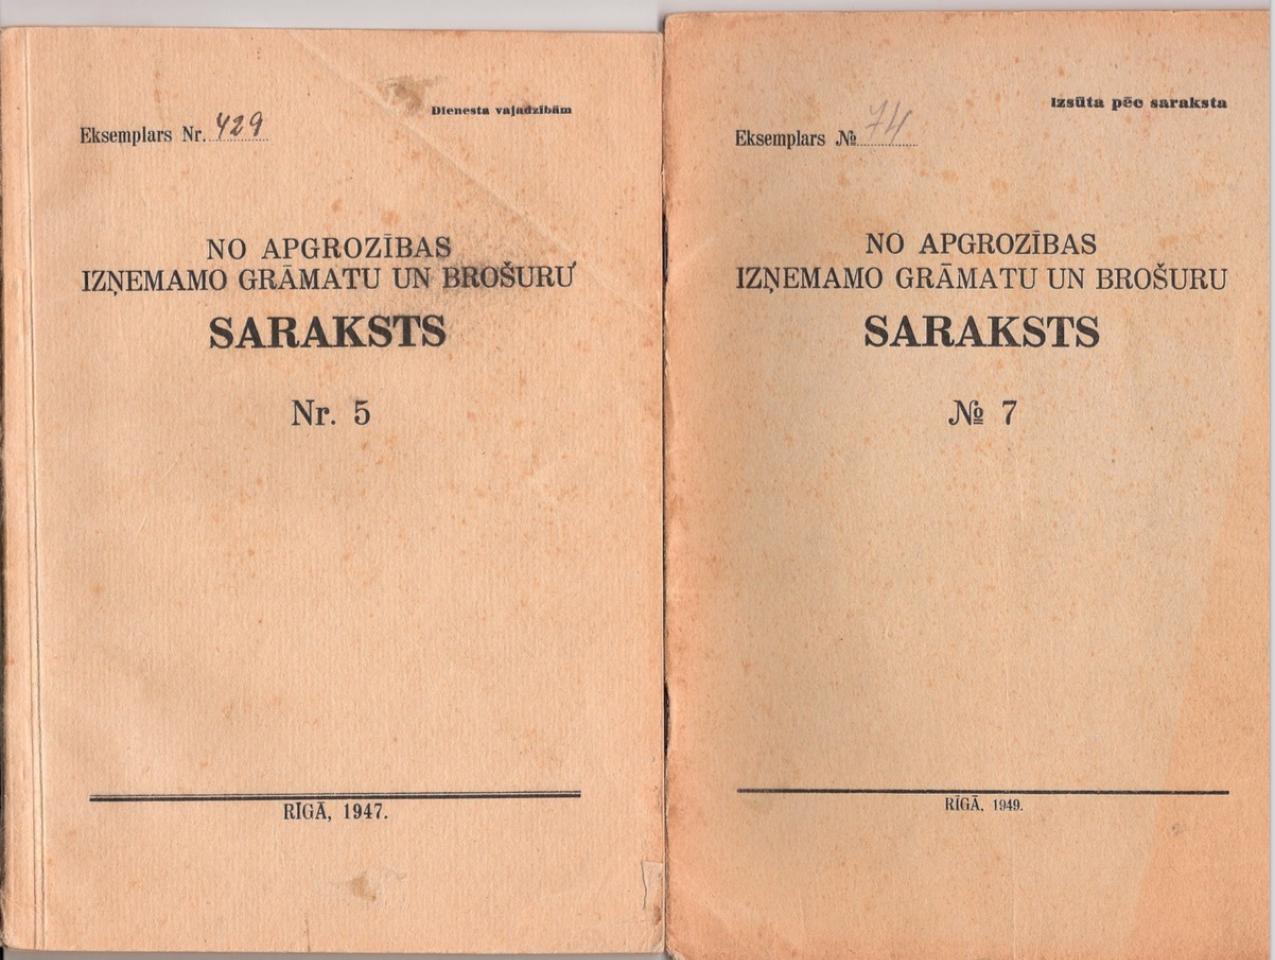 Dienesta vajadzībām
Eksemplars Nr. 429
NO APGROZĪBAS
IZŅEMAMO GRĀMATU UN BROŠURU
SARAKSTS
Nr. 5
RĪGĀ, 1947.
Izsūta pēc saraksta
Eksemplars № 74
NO APGROZĪBAS
IZŅEMAMO GRĀMATU UN BROŠURU
SARAKSTS
№ 7
RĪGĀ, 1949.